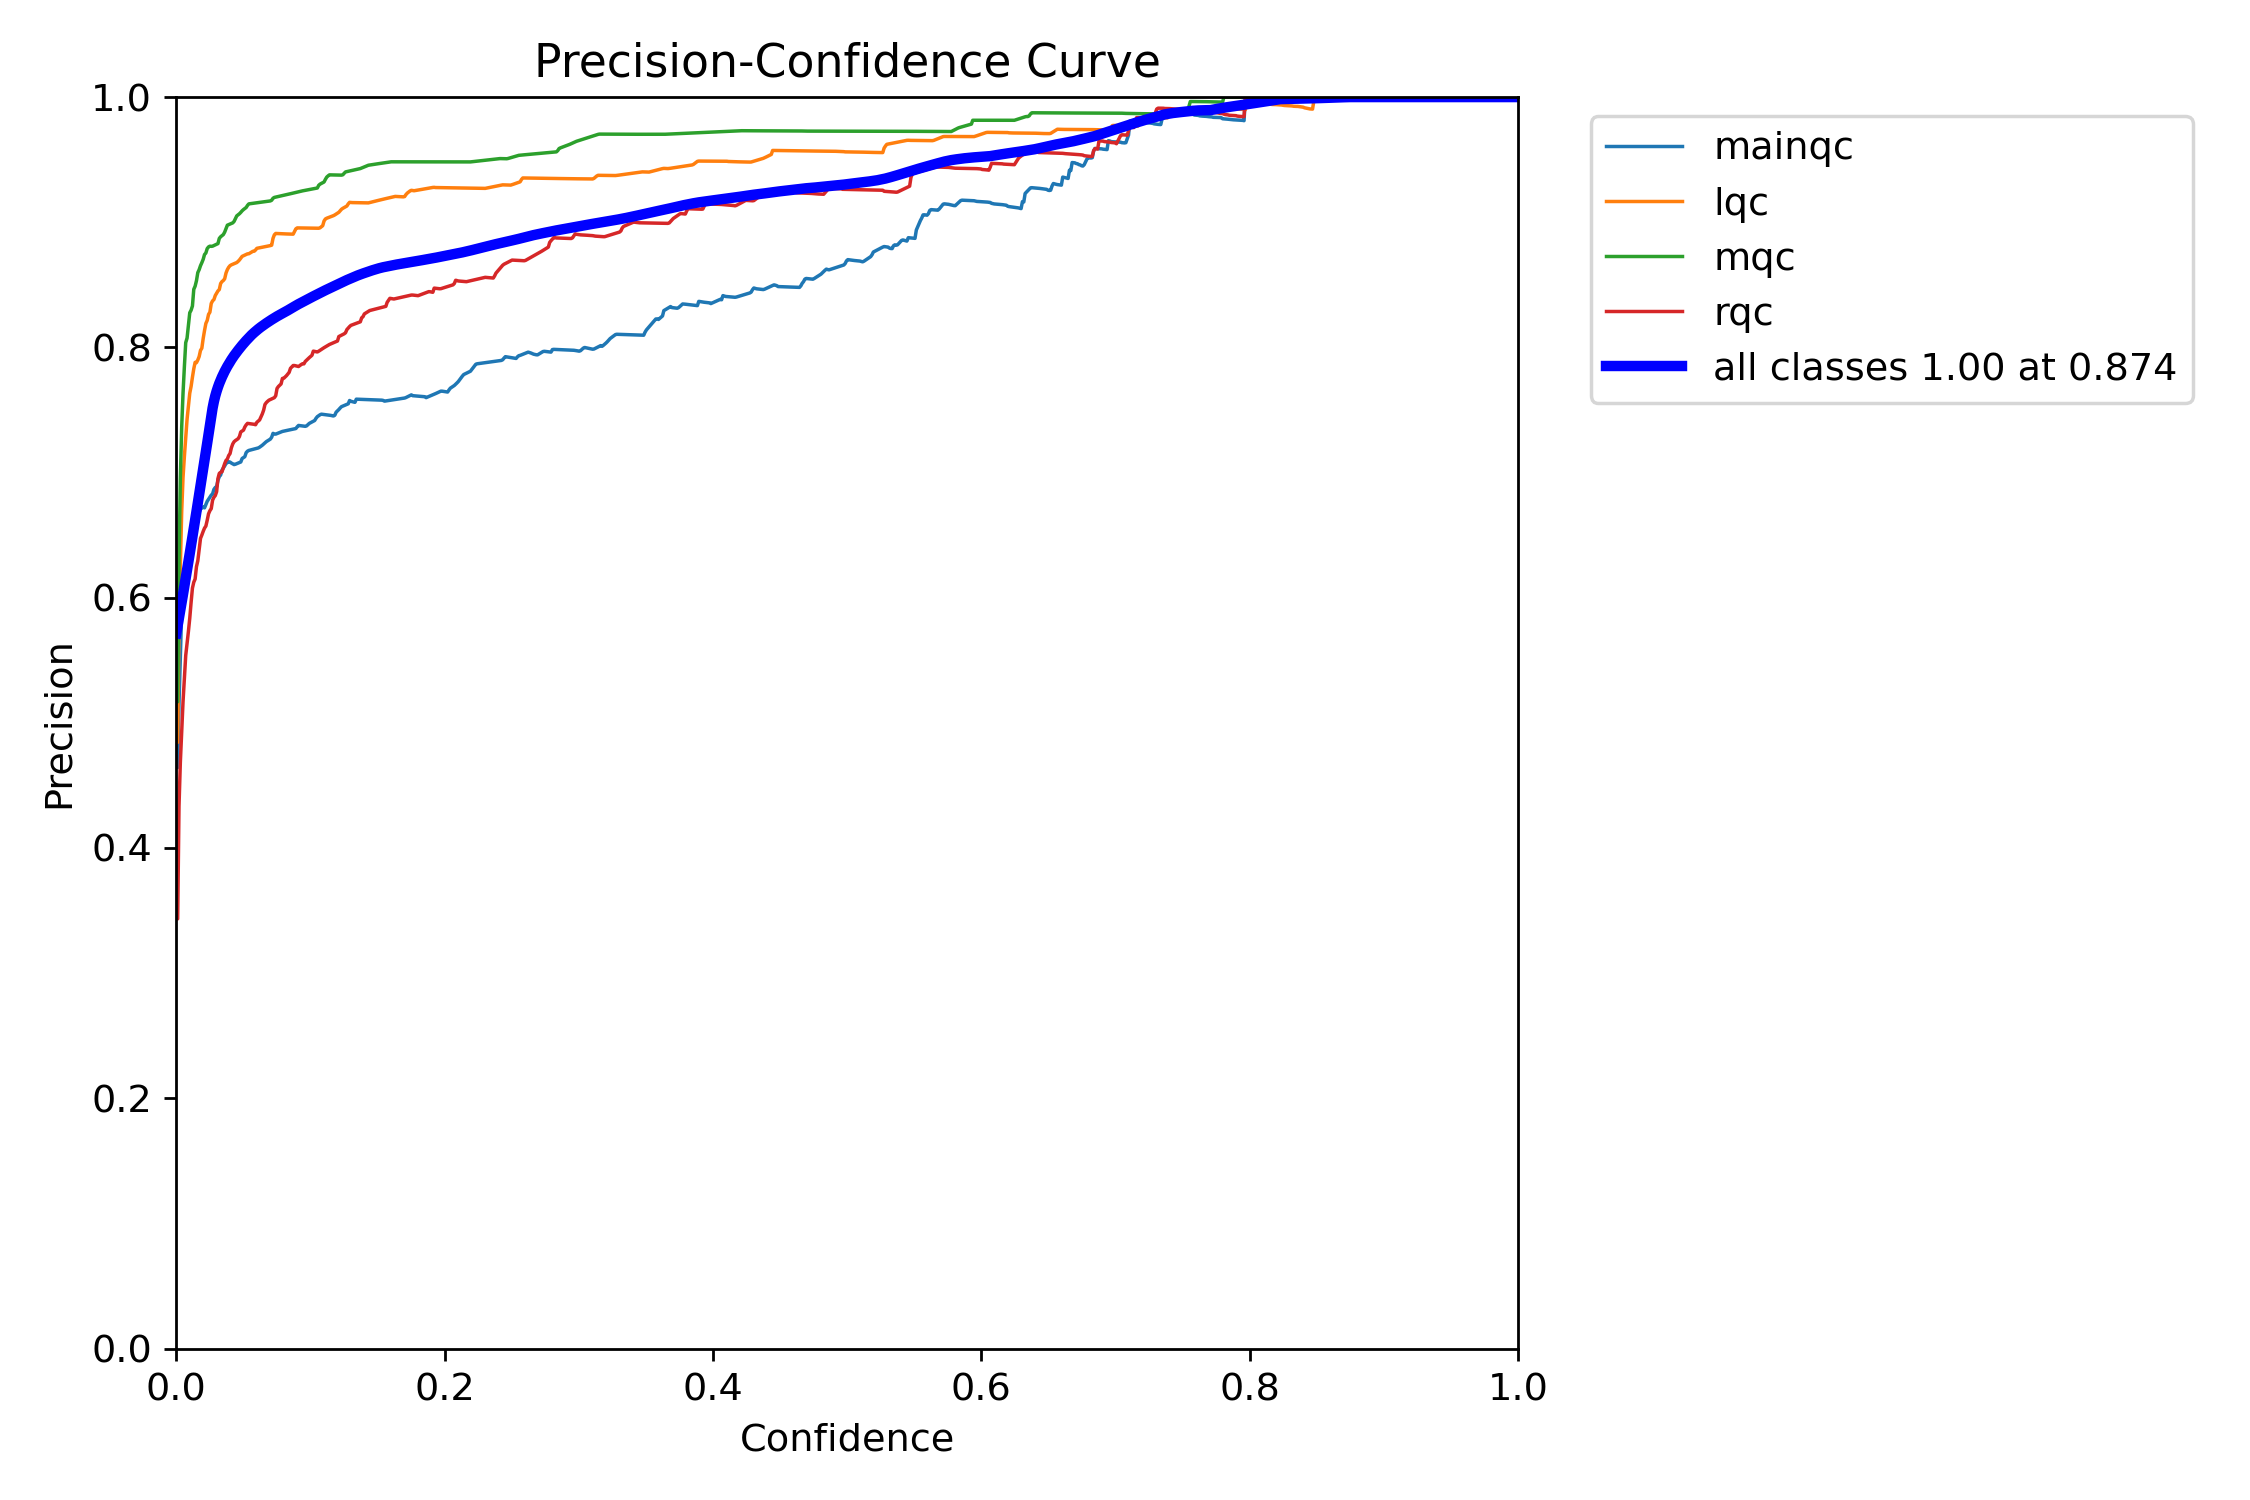 Precision-Confidence Curve
1.0
0.8
0.6
0.4
0.2
0.0
Precision
0.0 0.2 0.4 0.6 0.8 1.0
Confidence
mainqc
lqc
mqc
rqc
all classes 1.00 at 0.874